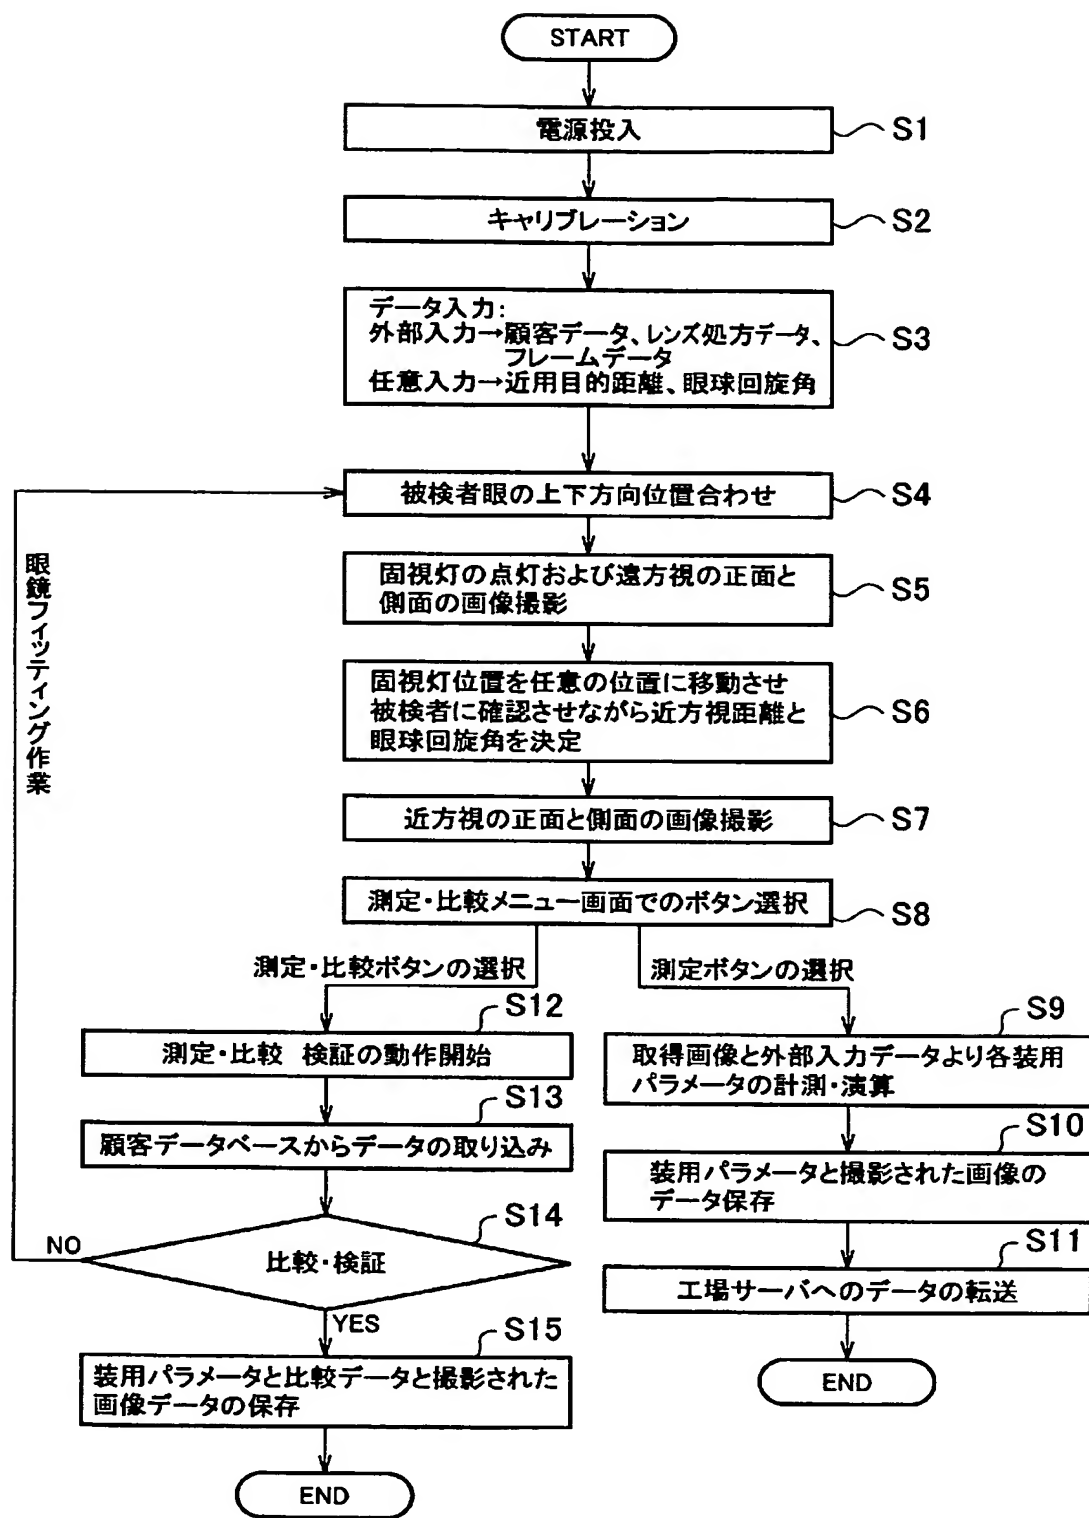 START
電源投入
S1
キャリブレーション
S2
データ入力:
外部入力→顧客データ、レンズ処方データ、
フレームデータ
任意入力→近用目的距離、眼球回旋角
S3
被検者眼の上下方向位置合わせ
S4
固視灯の点灯および遠方視の正面と
側面の画像撮影
S5
固視灯位置を任意の位置に移動させ
被検者に確認させながら近方視距離と
眼球回旋角を決定
S6
近方視の正面と側面の画像撮影
S7
測定・比較メニュー画面でのボタン選択
S8
眼鏡フィッティング作業
測定・比較ボタンの選択
S12
測定・比較 検証の動作開始
S13
顧客データベースからデータの取り込み
S14
比較・検証
NO
YES
S15
装用パラメータと比較データと撮影された
画像データの保存
END
測定ボタンの選択
S9
取得画像と外部入力データより各装用
パラメータの計測・演算
S10
装用パラメータと撮影された画像の
データ保存
S11
工場サーバへのデータの転送
END